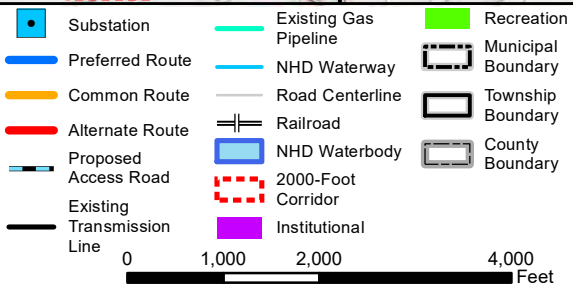 Substation
Preferred Route
Common Route
Alternate Route
Proposed
Access Road
Existing
Transmission
Line
Existing Gas
Pipeline
NHD Waterway
Road Centerline
Railroad
NHD Waterbody
2000-Foot
Corridor
Institutional
Recreation
Municipal
Boundary
Township
Boundary
County
Boundary
0 1,000 2,000 4,000
Feet